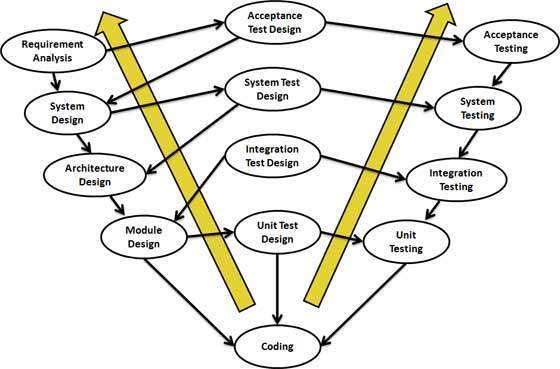 Requirement
Analysis
Acceptance
Test Design
Acceptance
Testing
System
Design
System Test
Design
System
Testing
Architecture
Design
Integration
Test Design
Integration
Testing
Module
Design
Unit Test
Design
Unit
Testing
Coding